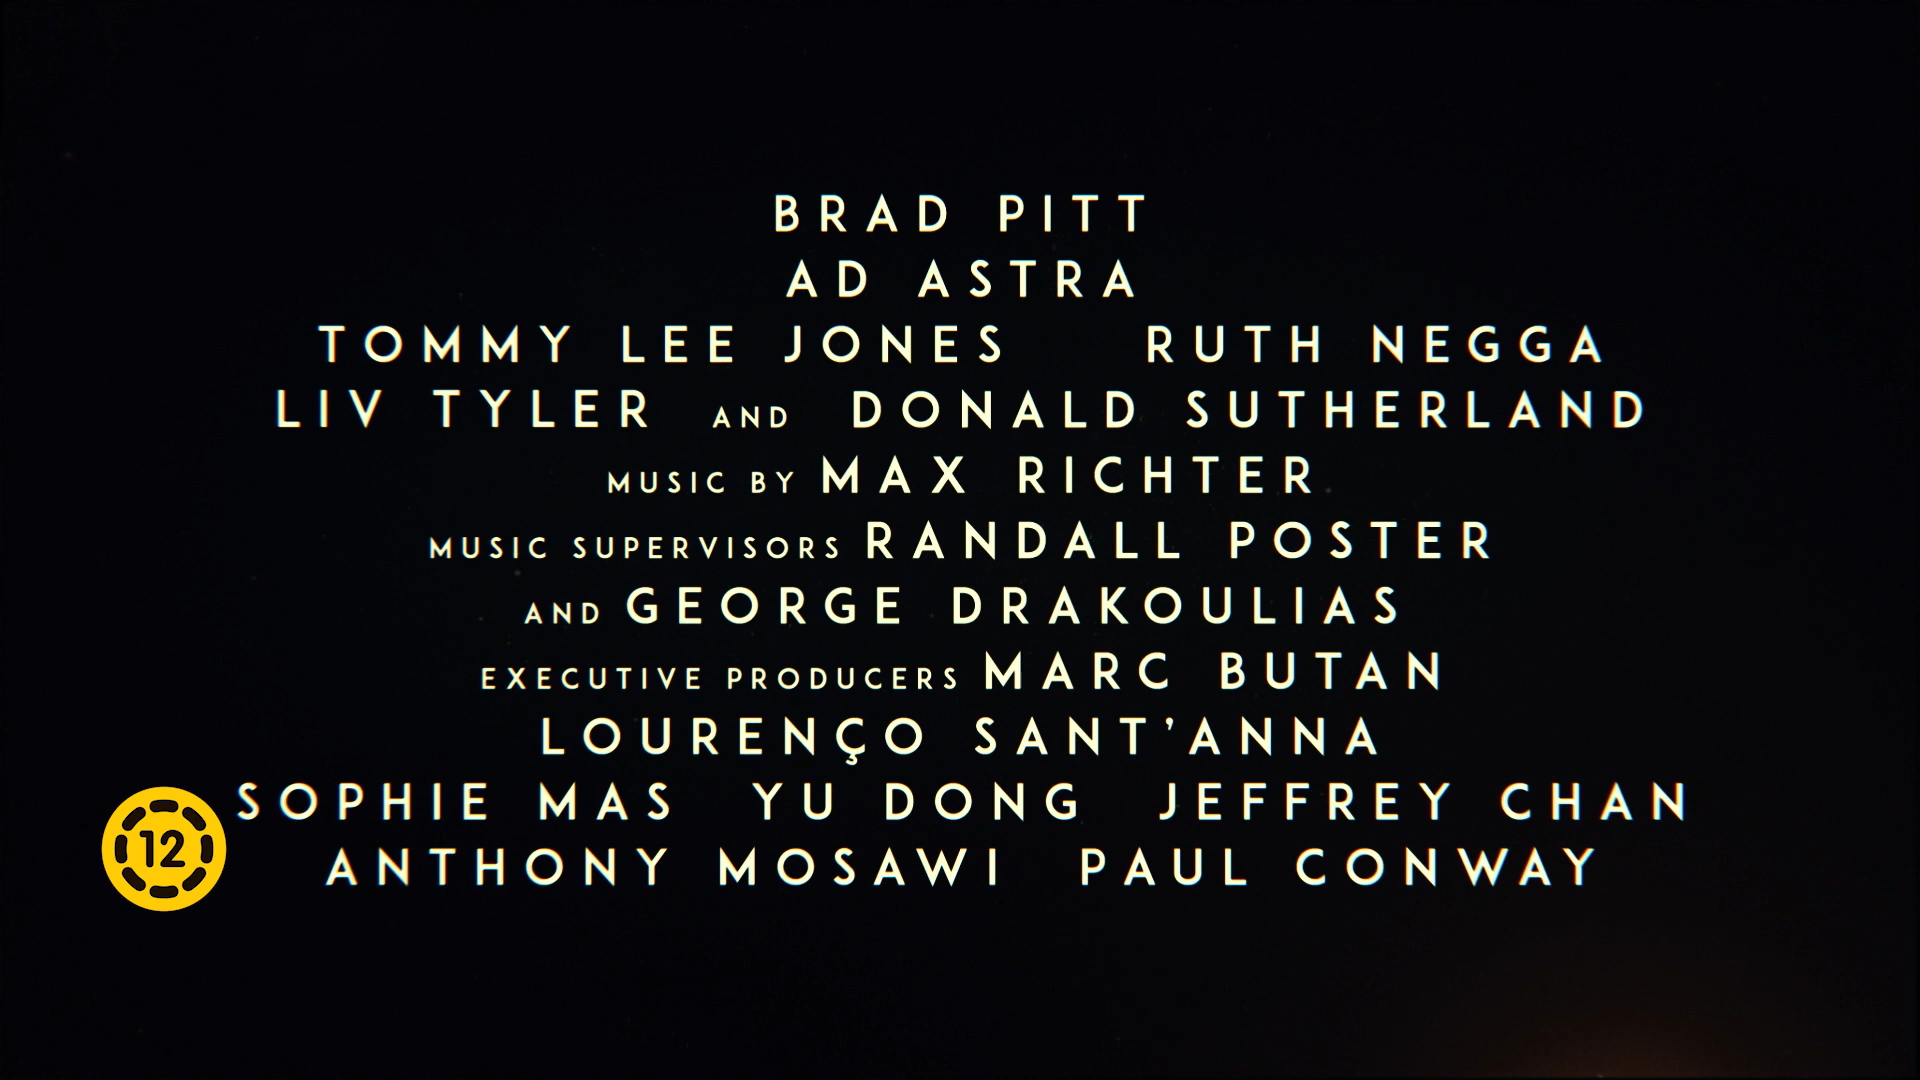 BRAD PITT
AD ASTRA
TOMMY LEE JONES RUTH NEGGA
LIV TYLER AND DONALD SUTHERLAND
MUSIC BY MAX RICHTER
MUSIC SUPERVISORS RANDALL POSTER
AND GEORGE DRAKOULIAS
EXECUTIVE PRODUCERS MARC BUTAN
LOURENÇO SANT'ANNA
SOPHIE MAS YU DONG JEFFREY CHAN
12
ANTHONY MOSAWI PAUL CONWAY